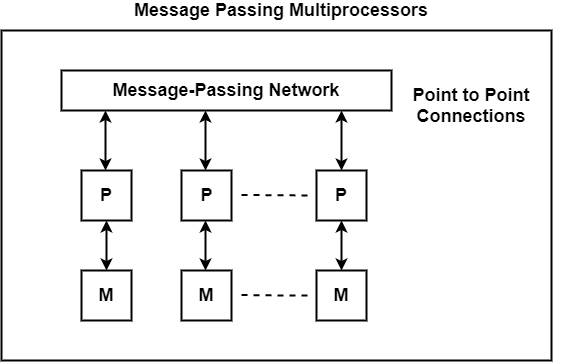 Message Passing Multiprocessors
Message-Passing Network
Point to Point
Connections
P P P
M M M